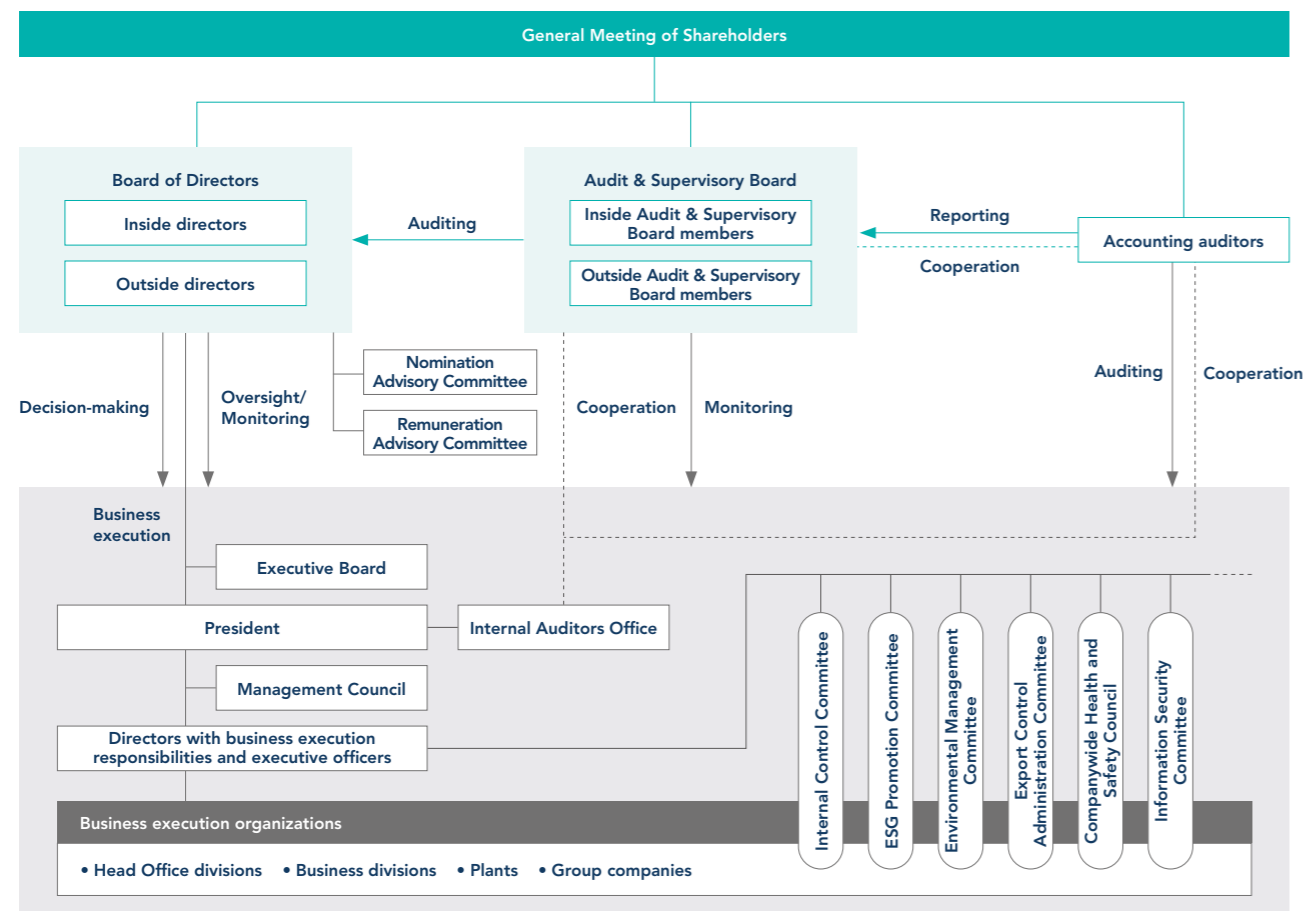 General Meeting of Shareholders
Board of Directors
Inside directors
Outside directors
Auditing
Audit & Supervisory Board
Inside Audit & Supervisory
Board members
Outside Audit & Supervisory
Board members
Reporting
Cooperation
Accounting auditors
Decision-making
Oversight/
Monitoring
Nomination
Advisory Committee
Remuneration
Advisory Committee
Cooperation
Monitoring
Auditing
Cooperation
Business
execution
Executive Board
President
Internal Auditors Office
Management Council
Directors with business execution
responsibilities and executive officers
Internal Control Committee
ESG Promotion Committee
Environmental Management
Committee
Export Control
Administration Committee
Companywide Health and
Safety Council
Information Security
Committee
Business execution organizations
• Head Office divisions • Business divisions • Plants • Group companies